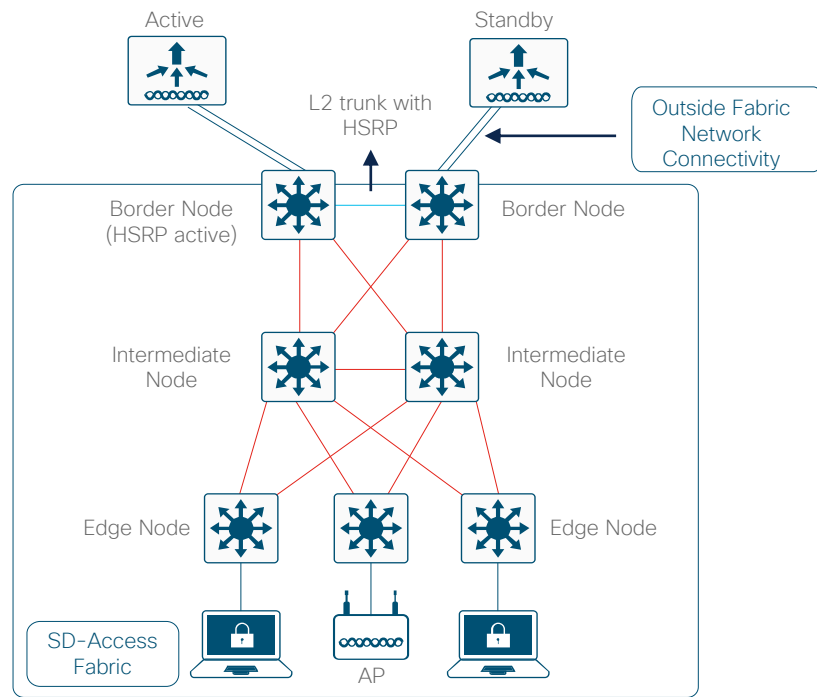 Active
Standby
L2 trunk with
HSRP
Outside Fabric
Network
Connectivity
Border Node
(HSRP active)
Border Node
Intermediate
Node
Intermediate
Node
Edge Node
Edge Node
SD-Access
Fabric
AP